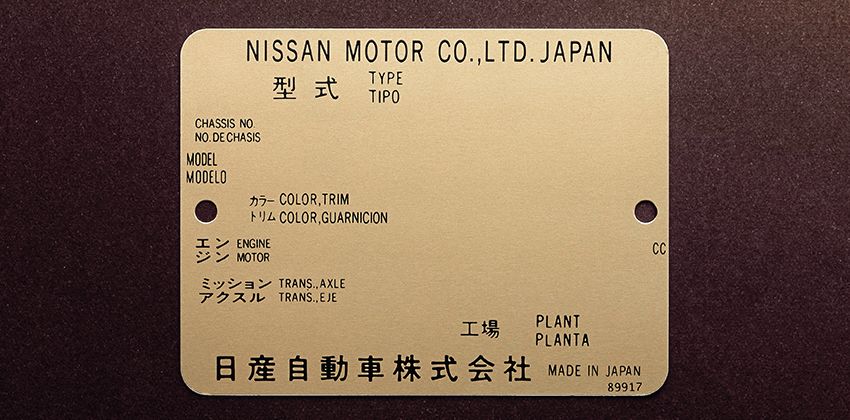 NISSAN MOTOR CO.,LTD. JAPAN
型式 TYPE
TIPO
CHASSIS NO.
NO. DE CHASIS
MODEL
MODELO
カラー COLOR,TRIM
トリム COLOR,GUARNICION
エン ENGINE
ジン MOTOR
CC
ミッション TRANS.,AXLE
アクスル TRANS.,EJE
工場 PLANT
PLANTA
日産自動車株式会社 MADE IN JAPAN
89917